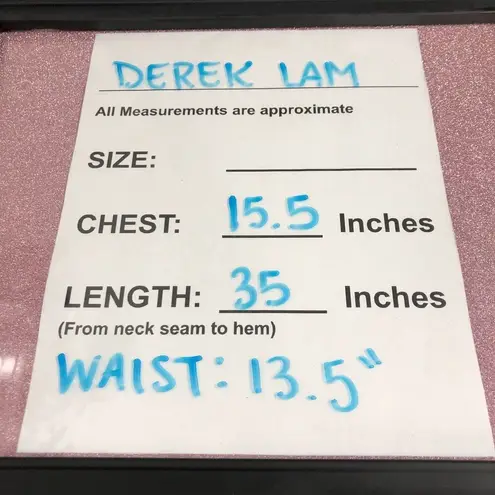 DEREK LAM
All Measurements are approximate
SIZE:
CHEST: 15.5 Inches
LENGTH: 35 Inches
(From neck seam to hem)
WAIST: 13.5"